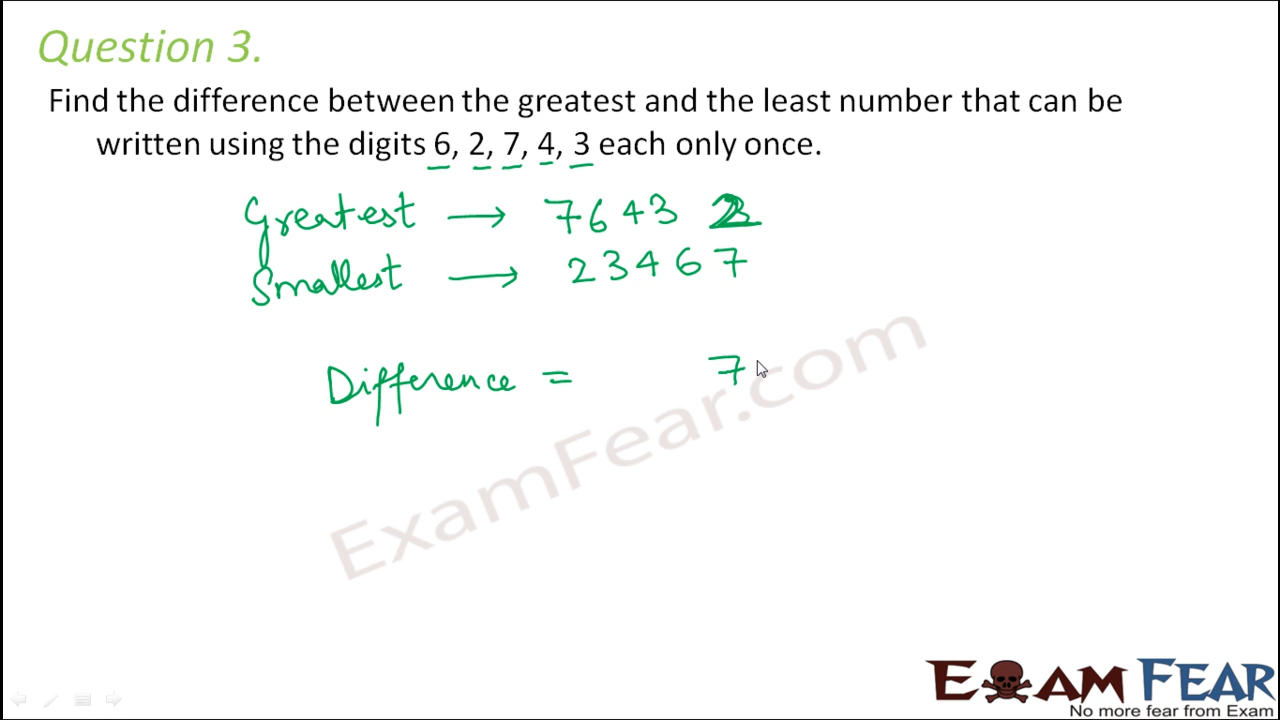 Question 3.
Find the difference between the greatest and the least number that can be
written using the digits 6, 2, 7, 4, 3 each only once.
Greatest → 7643 2
Smallest → 23467
Difference = 7
ExamFear.com
EXAM FEAR
No more fear from Exam